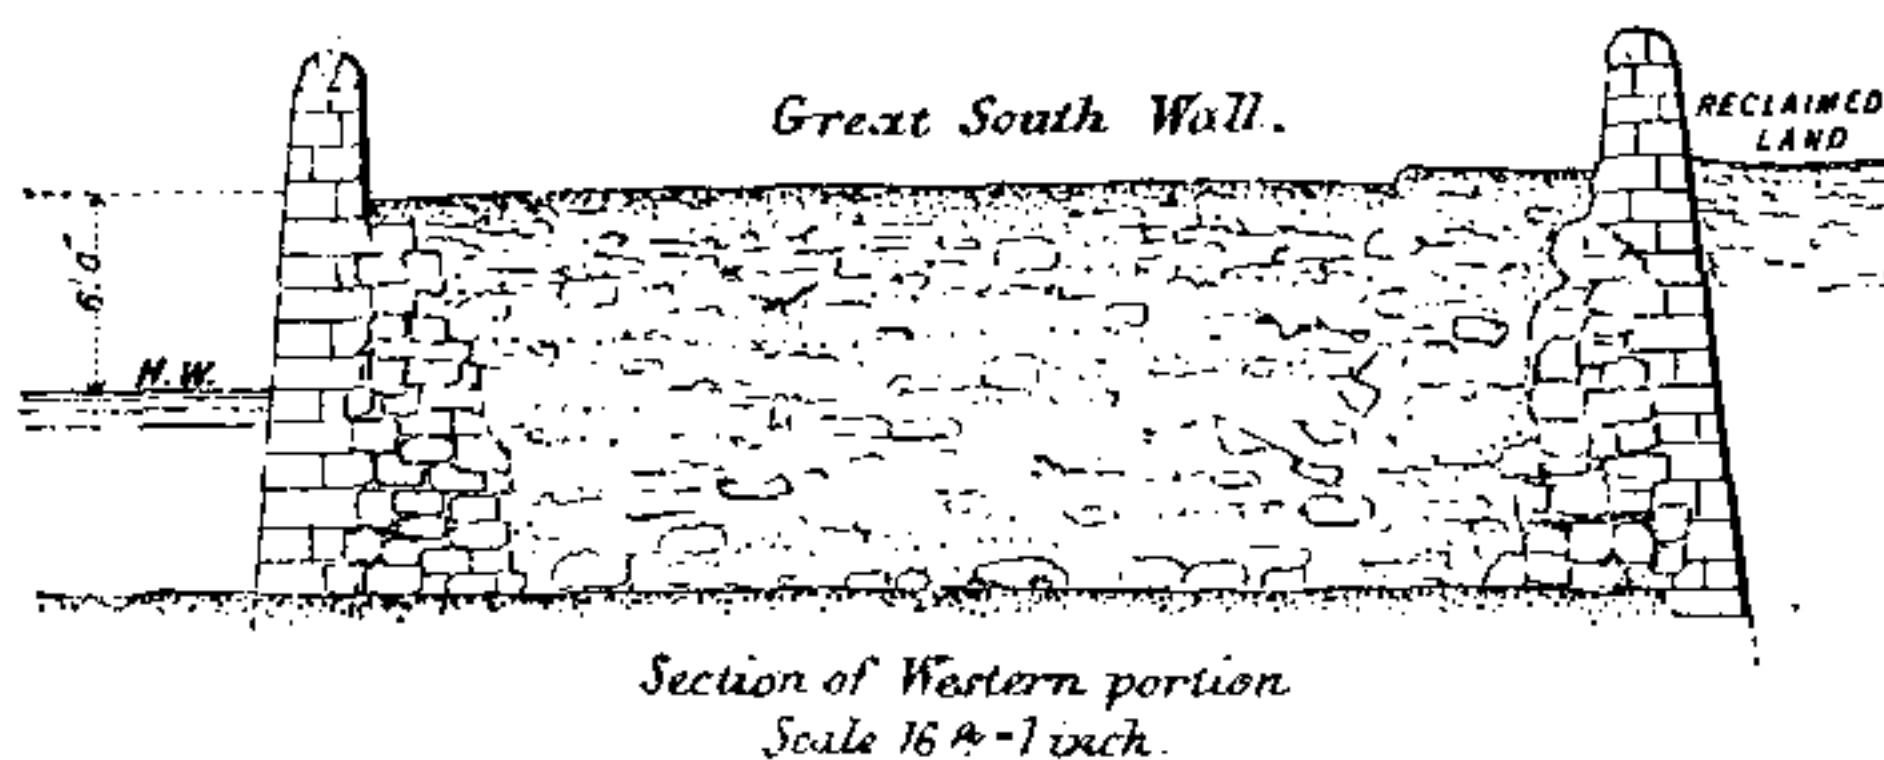 Great South Wall.
RECLAIMED
LAND
6'.0"
H.W.
Section of Western portion
Scale 16 ft = 1 inch.